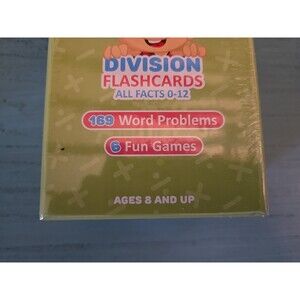 DIVISION
FLASHCARDS
ALL FACTS 0-12
169 Word Problems
6 Fun Games
AGES 8 AND UP